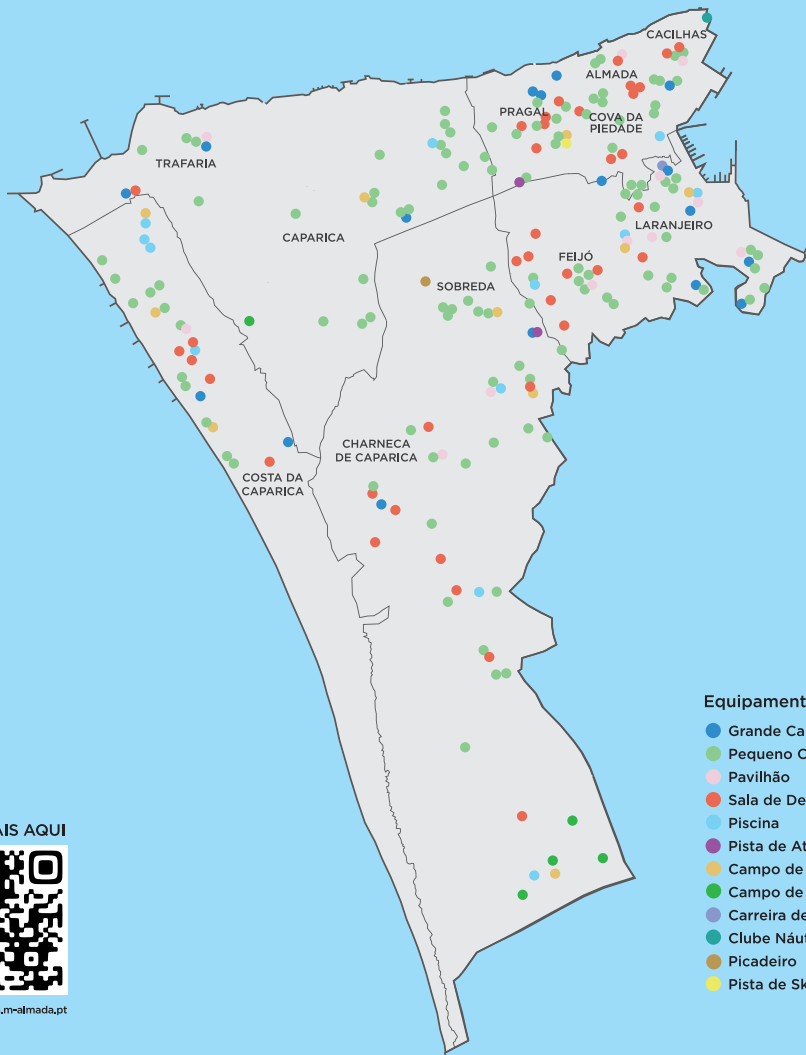 CACILHAS
ALMADA
PRAGAL
COVA DA
PIEDADE
TRAFARIA
LARANJEIRO
CAPARICA
FEIJÓ
SOBREDA
CHARNECA
DE CAPARICA
COSTA DA
CAPARICA
Equipament
Grande Ca
Pequeno C
Pavilhão
Sala de De
Piscina
Pista de At
Campo de
Campo de
Carreira de
Clube Náut
Picadeiro
Pista de Sk
AIS AQUI
.m-almada.pt